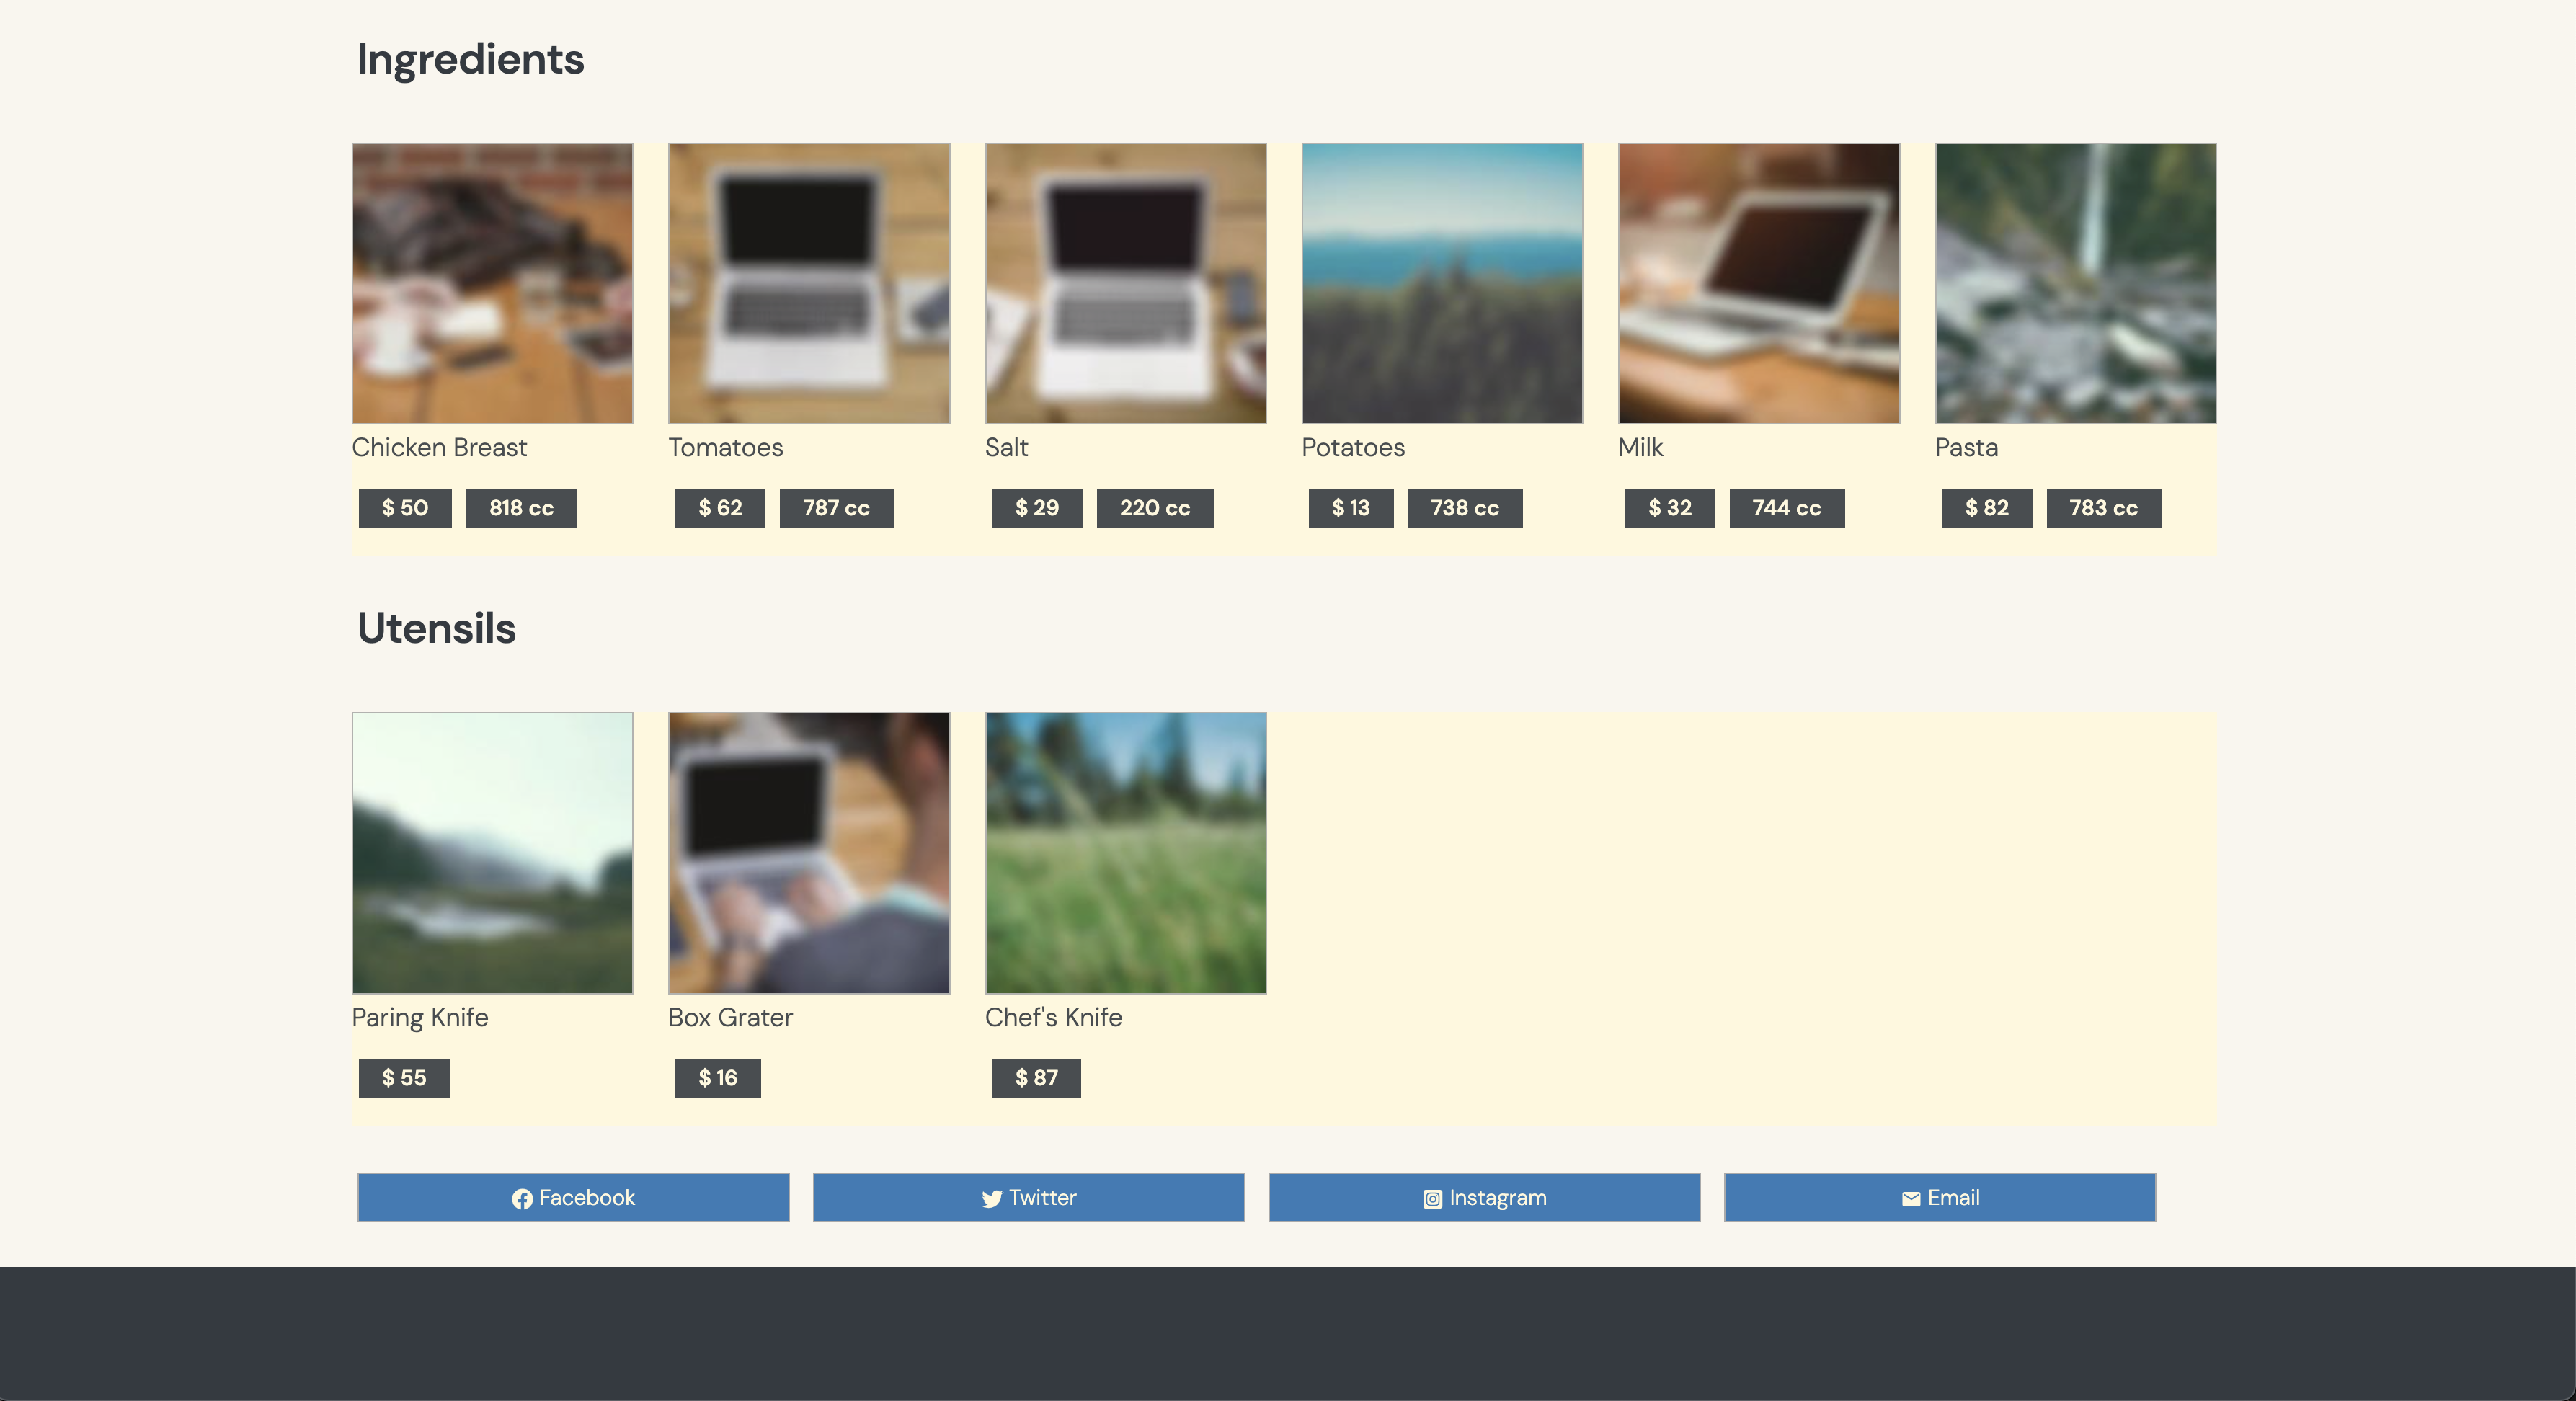 Ingredients
Chicken Breast Tomatoes Salt Potatoes Milk Pasta
$ 50 818 cc $ 62 787 cc $ 29 220 cc $ 13 738 cc $ 32 744 cc $ 82 783 cc
Utensils
Paring Knife Box Grater Chef's Knife
$ 55 $ 16 $ 87
Facebook Twitter Instagram Email